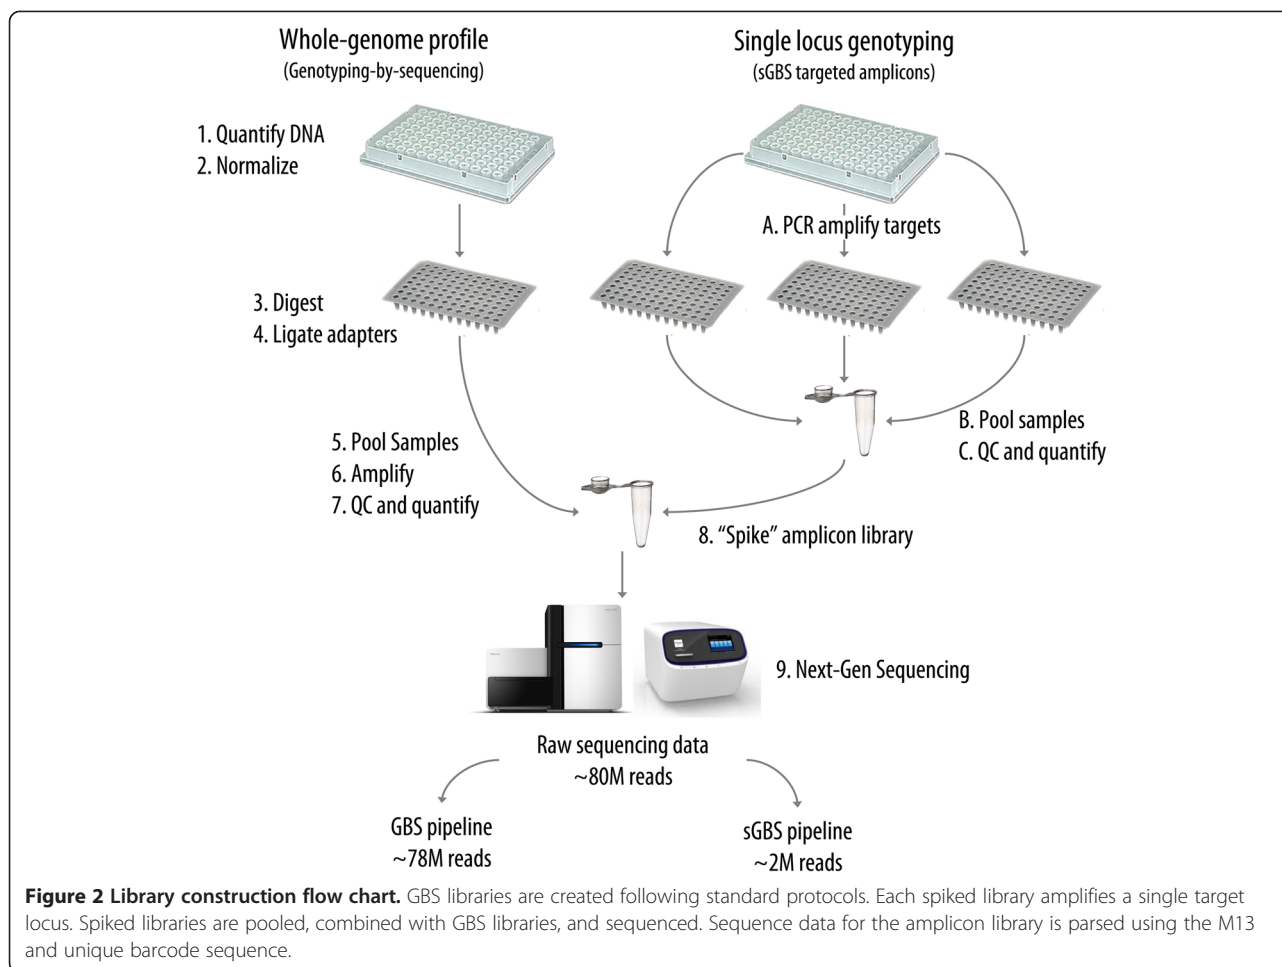 Whole-genome profile
(Genotyping-by-sequencing)
Single locus genotyping
(sGBS targeted amplicons)
1. Quantify DNA
2. Normalize
A. PCR amplify targets
3. Digest
4. Ligate adapters
B. Pool samples
C. QC and quantify
5. Pool Samples
6. Amplify
7. QC and quantify
8. “Spike” amplicon library
9. Next-Gen Sequencing
Raw sequencing data
~80M reads
GBS pipeline
~78M reads
sGBS pipeline
~2M reads
Figure 2 Library construction flow chart. GBS libraries are created following standard protocols. Each spiked library amplifies a single target
locus. Spiked libraries are pooled, combined with GBS libraries, and sequenced. Sequence data for the amplicon library is parsed using the M13
and unique barcode sequence.